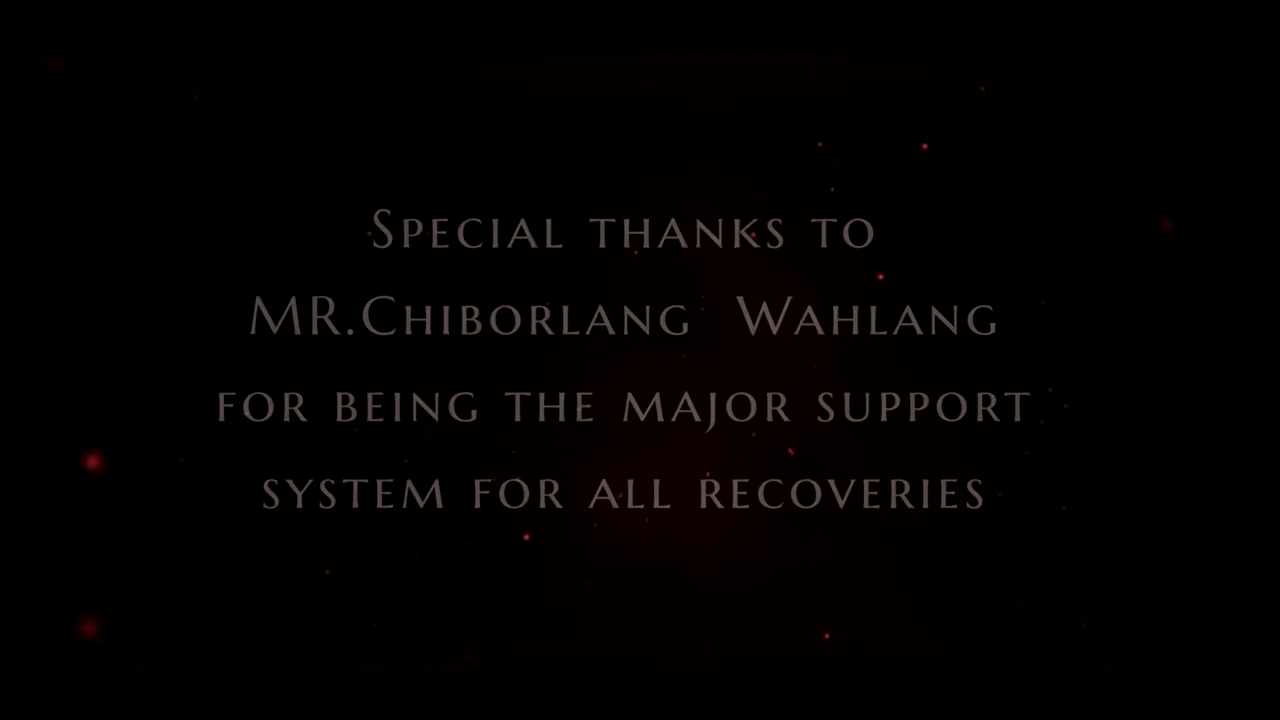 Special thanks to
MR.Chiborlang Wahlang
for being the major support
system for all recoveries